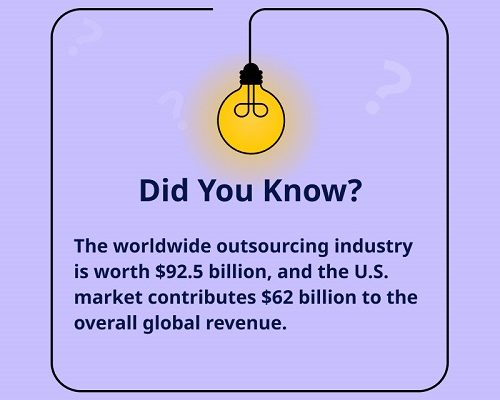 Did You Know?
The worldwide outsourcing industry
is worth $92.5 billion, and the U.S.
market contributes $62 billion to the
overall global revenue.